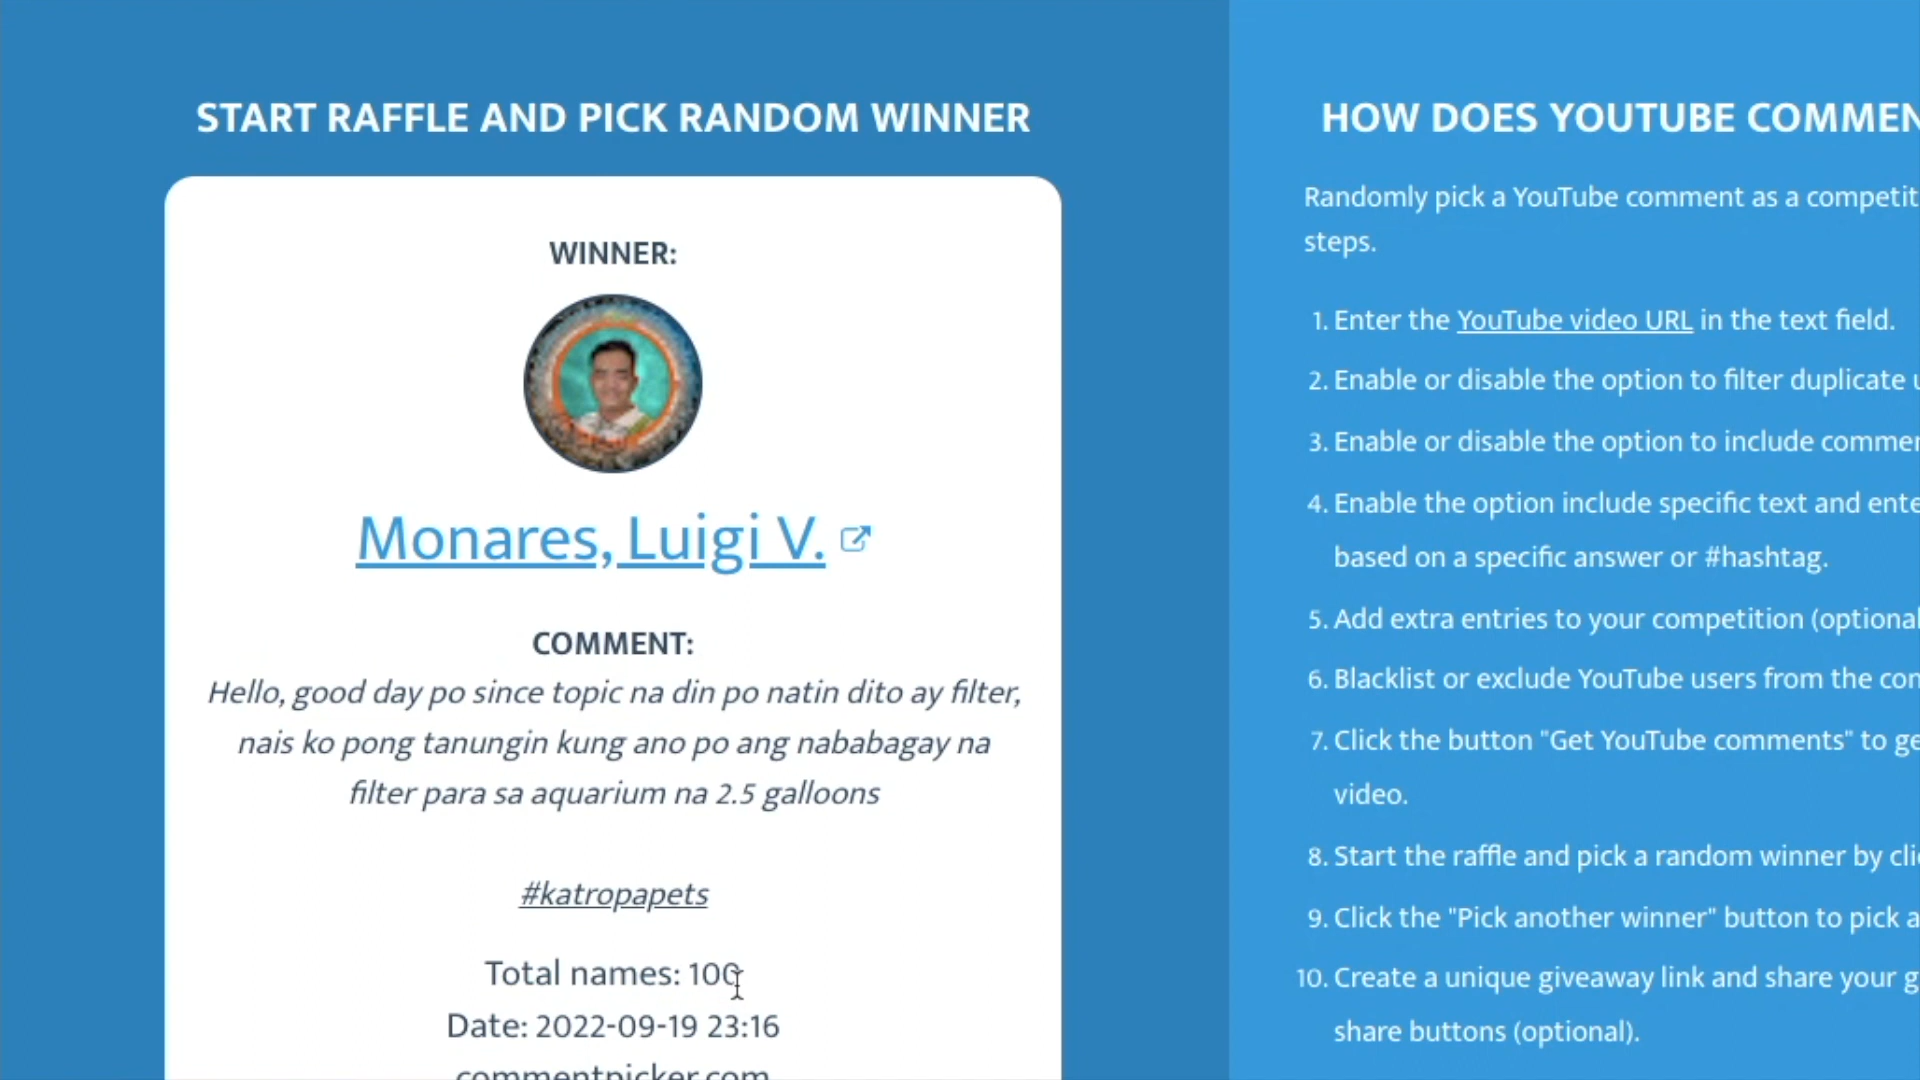 START RAFFLE AND PICK RANDOM WINNER
WINNER:
Monares, Luigi V.
COMMENT:
Hello, good day po since topic na din po natin dito ay filter,
nais ko pong tanungin kung ano po ang nababagay na
filter para sa aquarium na 2.5 galloons
#katropapets
Total names: 100
Date: 2022-09-19 23:16
commentpicker.com
HOW DOES YOUTUBE COMMEN
Randomly pick a YouTube comment as a competit
steps.
1. Enter the YouTube video URL in the text field.
2. Enable or disable the option to filter duplicate u
3. Enable or disable the option to include commen
4. Enable the option include specific text and ente
based on a specific answer or #hashtag.
5. Add extra entries to your competition (optional
6. Blacklist or exclude YouTube users from the con
7. Click the button "Get YouTube comments" to ge
video.
8. Start the raffle and pick a random winner by cli
9. Click the "Pick another winner" button to pick a
10. Create a unique giveaway link and share your g
share buttons (optional).